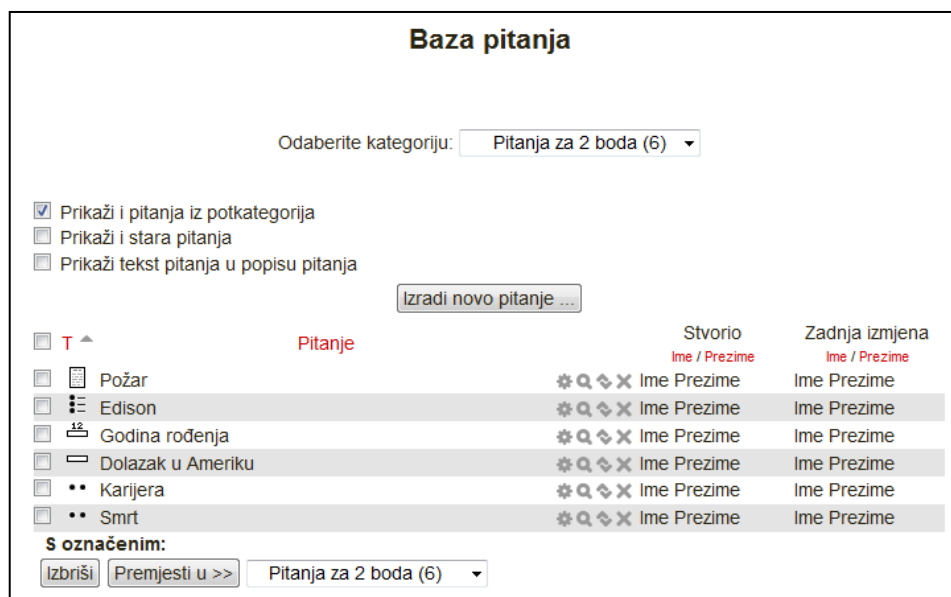 Baza pitanja
Odaberite kategoriju: Pitanja za 2 boda (6)
Prikaži i pitanja iz potkategorija
Prikaži i stara pitanja
Prikaži tekst pitanja u popisu pitanja
Izradi novo pitanje ...
T Pitanje Stvorio Zadnja izmjena
Ime / Prezime Ime / Prezime
Požar Ime Prezime Ime Prezime
Edison Ime Prezime Ime Prezime
12 Godina rođenja Ime Prezime Ime Prezime
Dolazak u Ameriku Ime Prezime Ime Prezime
Karijera Ime Prezime Ime Prezime
Smrt Ime Prezime Ime Prezime
S označenim:
Izbriši Premjesti u >> Pitanja za 2 boda (6)